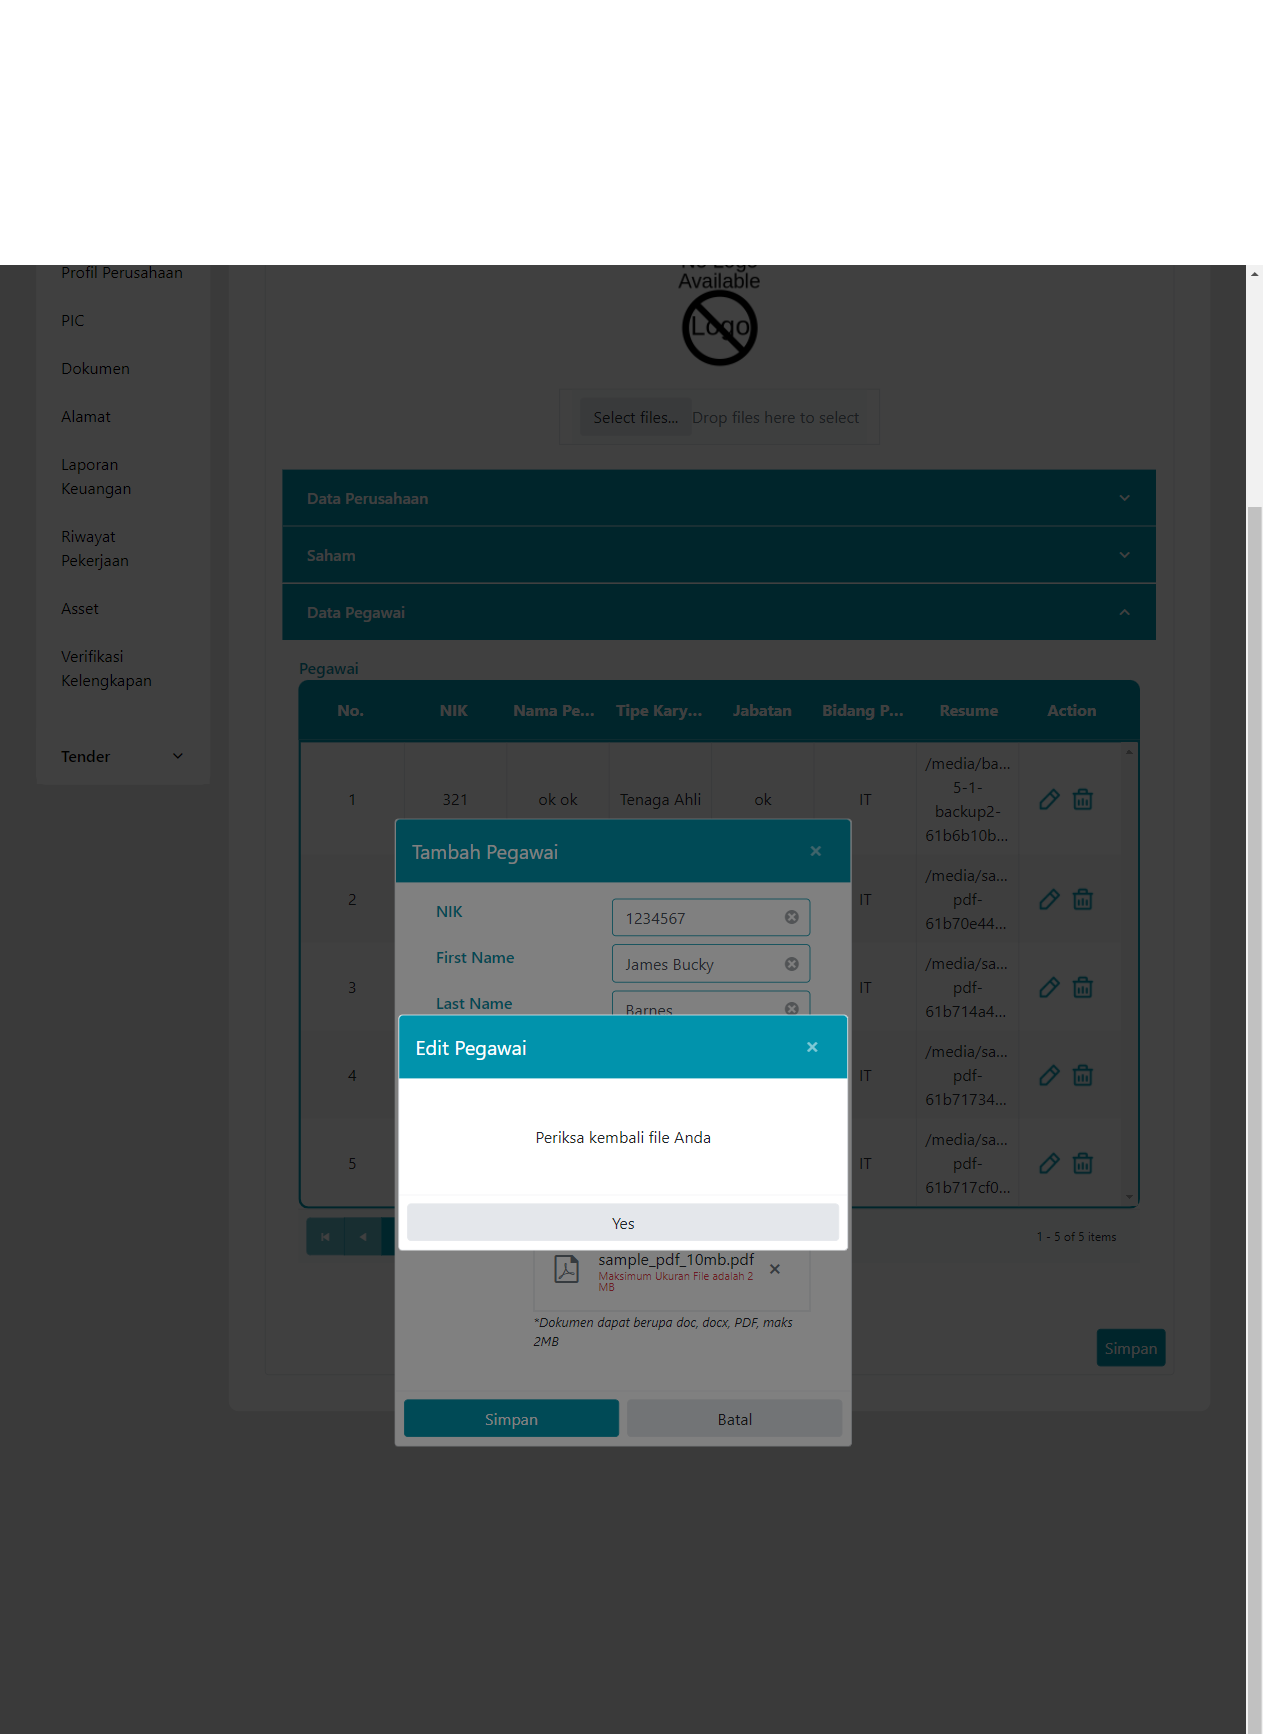 Profil Perusahaan
PIC
Dokumen
Alamat
Laporan
Keuangan
Riwayat
Pekerjaan
Asset
Verifikasi
Kelengkapan
Tender
Available
Logo
Select files... Drop files here to select
Data Perusahaan
Saham
Data Pegawai
Pegawai
No. NIK Nama Pe... Tipe Kary... Jabatan Bidang P... Resume Action
1 321 ok ok Tenaga Ahli ok IT
/media/ba...
5-1-
backup2-
61b6b10b...
2 IT
/media/sa...
pdf-
61b70e44...
3 IT
/media/sa...
pdf-
61b714a4...
4 IT
/media/sa...
pdf-
61b71734...
5 IT
/media/sa...
pdf-
61b717cf0...
1 - 5 of 5 items
Simpan
Tambah Pegawai
NIK 1234567
First Name James Bucky
Last Name Barnes
Edit Pegawai
Periksa kembali file Anda
Yes
sample_pdf_10mb.pdf
Maksimum Ukuran File adalah 2
MB
*Dokumen dapat berupa doc, docx, PDF, maks
2MB
Simpan Batal